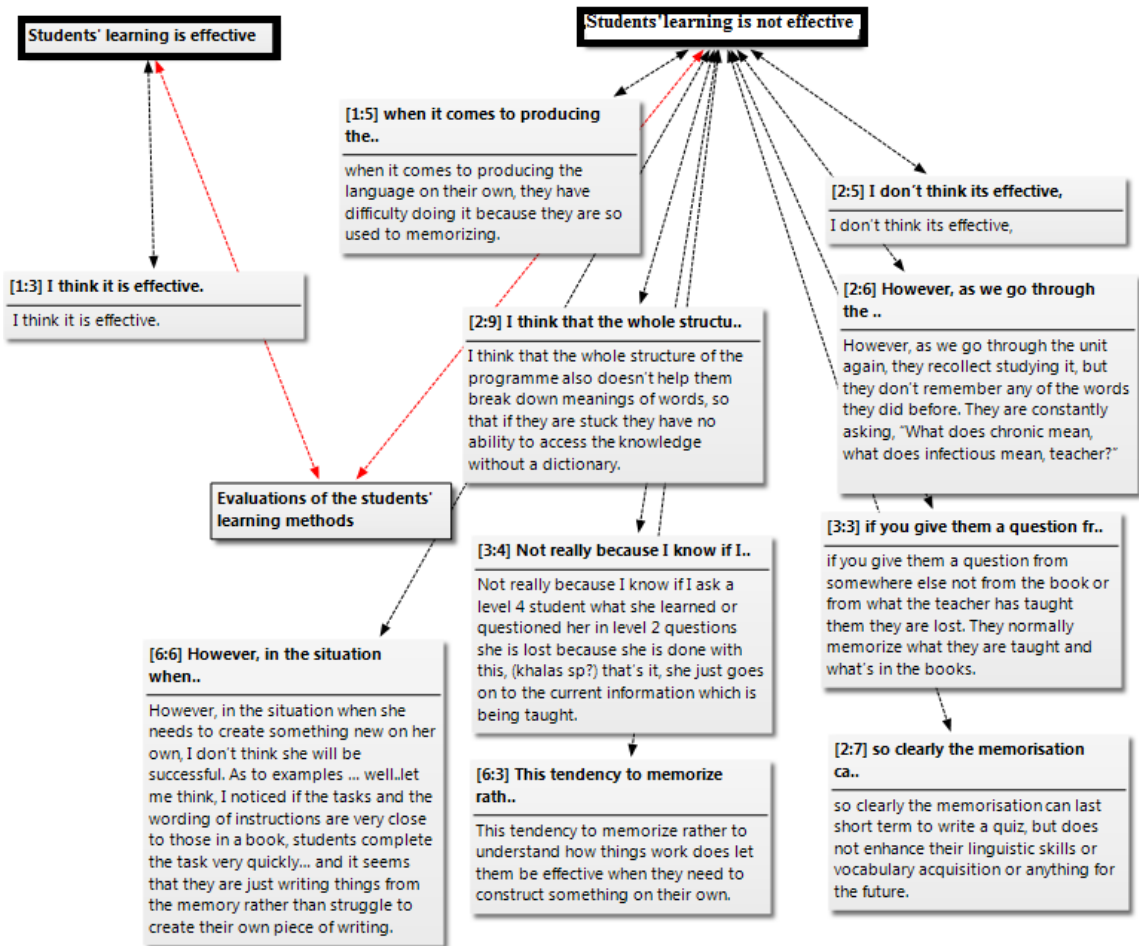 Students' learning is effective
Students'learning is not effective
[1:5] when it comes to producing
the..
when it comes to producing the
language on their own, they have
difficulty doing it because they are so
used to memorizing.
[2:5] I don't think its effective,
I don't think its effective,
[1:3] I think it is effective.
I think it is effective.
[2:6] However, as we go through
the ..
However, as we go through the unit
again, they recollect studying it, but
they don't remember any of the words
they did before. They are constantly
asking, "What does chronic mean,
what does infectious mean, teacher?"
[2:9] I think that the whole structu..
I think that the whole structure of the
programme also doesn't help them
break down meanings of words, so
that if they are stuck they have no
ability to access the knowledge
without a dictionary.
Evaluations of the students'
learning methods
[3:3] if you give them a question fr..
if you give them a question from
somewhere else not from the book or
from what the teacher has taught
them they are lost. They normally
memorize what they are taught and
what's in the books.
[3:4] Not really because I know if I..
Not really because I know if I ask a
level 4 student what she learned or
questioned her in level 2 questions
she is lost because she is done with
this, (khalas sp?) that's it, she just goes
on to the current information which is
being taught.
[6:6] However, in the situation
when..
However, in the situation when she
needs to create something new on her
own, I don't think she will be
successful. As to examples ... well..let
me think, I noticed if the tasks and the
wording of instructions are very close
to those in a book, students complete
the task very quickly... and it seems
that they are just writing things from
the memory rather than struggle to
create their own piece of writing.
[6:3] This tendency to memorize
rath..
This tendency to memorize rather to
understand how things work does let
them be effective when they need to
construct something on their own.
[2:7] so clearly the memorisation
ca..
so clearly the memorisation can last
short term to write a quiz, but does
not enhance their linguistic skills or
vocabulary acquisition or anything for
the future.